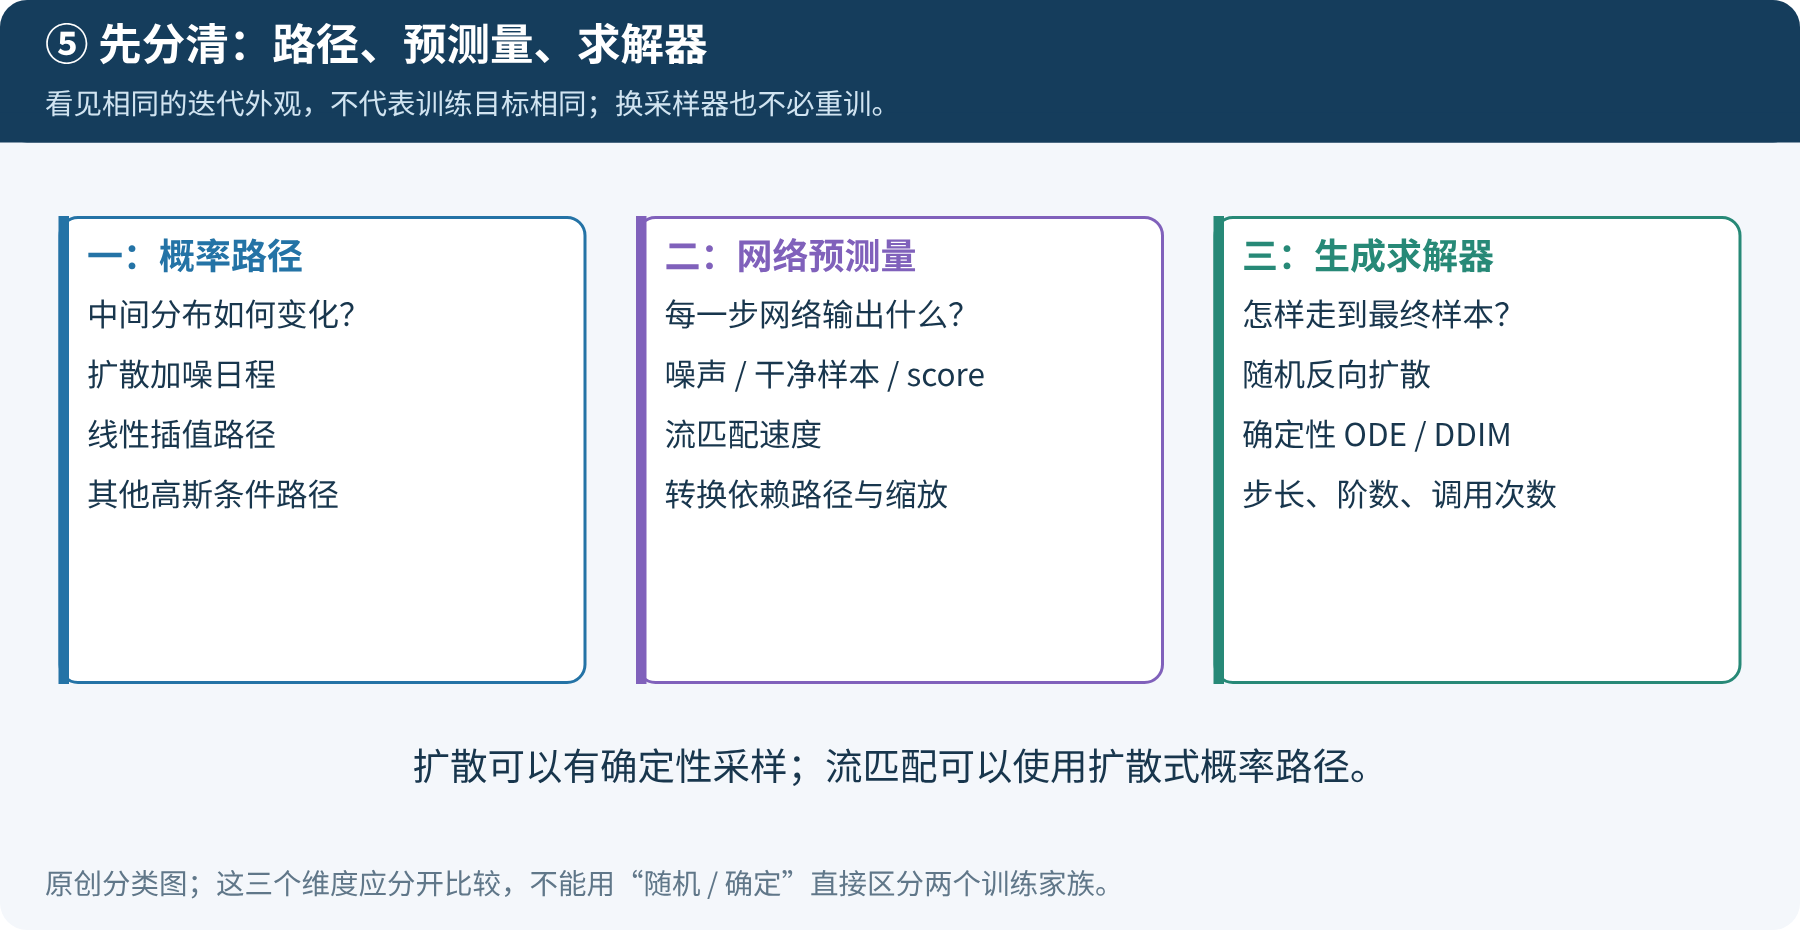 ⑤ 先分清：路径、预测量、求解器
看见相同的迭代外观，不代表训练目标相同；换采样器也不必重训。
一：概率路径
中间分布如何变化？
扩散加噪日程
线性插值路径
其他高斯条件路径
二：网络预测量
每一步网络输出什么？
噪声 / 干净样本 / score
流匹配速度
转换依赖路径与缩放
三：生成求解器
怎样走到最终样本？
随机反向扩散
确定性 ODE / DDIM
步长、阶数、调用次数
扩散可以有确定性采样；流匹配可以使用扩散式概率路径。
原创分类图；这三个维度应分开比较，不能用“随机 / 确定”直接区分两个训练家族。